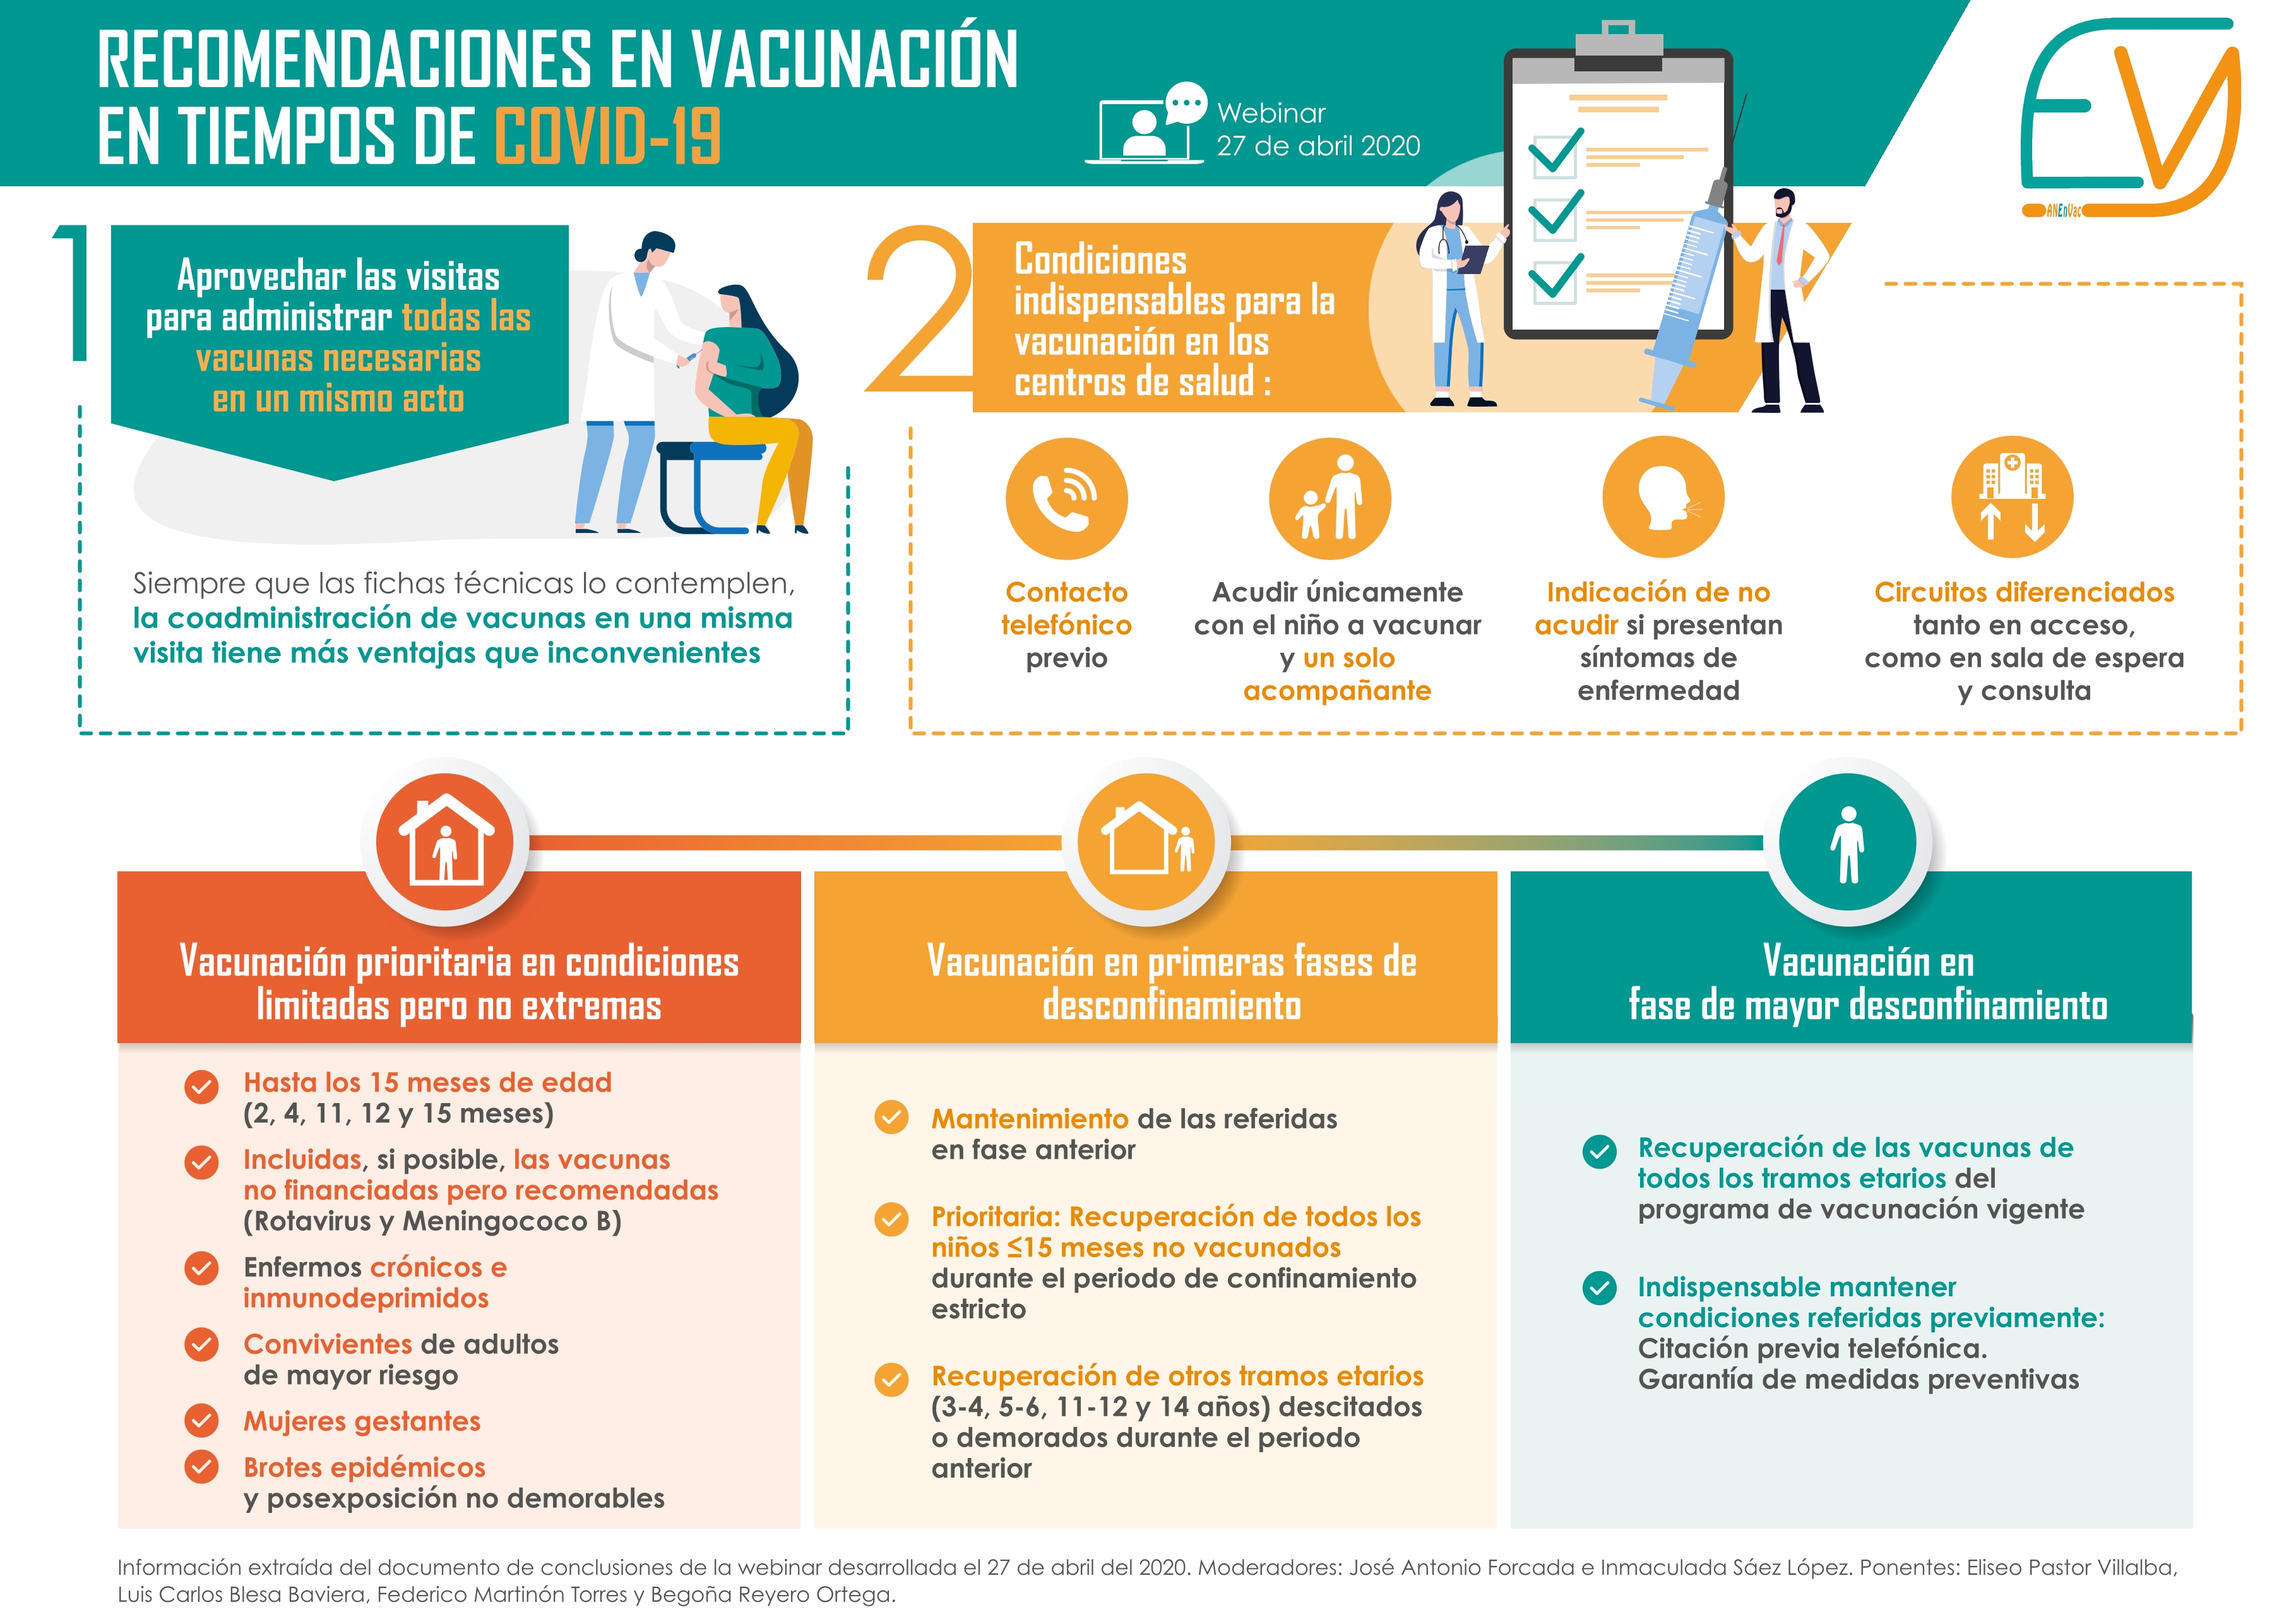 RECOMENDACIONES EN VACUNACIÓN
EN TIEMPOS DE COVID-19
Webinar
27 de abril 2020
EV
ANEnVac
1
Aprovechar las visitas
para administrar todas las
vacunas necesarias
en un mismo acto
Siempre que las fichas técnicas lo contemplen,
la coadministración de vacunas en una misma
visita tiene más ventajas que inconvenientes
2
Condiciones
indispensables para la
vacunación en los
centros de salud :
Contacto
telefónico
previo
Acudir únicamente
con el niño a vacunar
y un solo
acompañante
Indicación de no
acudir si presentan
síntomas de
enfermedad
Circuitos diferenciados
tanto en acceso,
como en sala de espera
y consulta
Vacunación prioritaria en condiciones
limitadas pero no extremas
Hasta los 15 meses de edad
(2, 4, 11, 12 y 15 meses)
Incluidas, si posible, las vacunas
no financiadas pero recomendadas
(Rotavirus y Meningococo B)
Enfermos crónicos e
inmunodeprimidos
Convivientes de adultos
de mayor riesgo
Mujeres gestantes
Brotes epidémicos
y posexposición no demorables
Vacunación en primeras fases de
desconfinamiento
Mantenimiento de las referidas
en fase anterior
Prioritaria: Recuperación de todos los
niños ≤15 meses no vacunados
durante el periodo de confinamiento
estricto
Recuperación de otros tramos etarios
(3-4, 5-6, 11-12 y 14 años) descitados
o demorados durante el periodo
anterior
Vacunación en
fase de mayor desconfinamiento
Recuperación de las vacunas de
todos los tramos etarios del
programa de vacunación vigente
Indispensable mantener
condiciones referidas previamente:
Citación previa telefónica.
Garantía de medidas preventivas
Información extraída del documento de conclusiones de la webinar desarrollada el 27 de abril del 2020. Moderadores: José Antonio Forcada e Inmaculada Sáez López. Ponentes: Eliseo Pastor Villalba,
Luis Carlos Blesa Baviera, Federico Martinón Torres y Begoña Reyero Ortega.